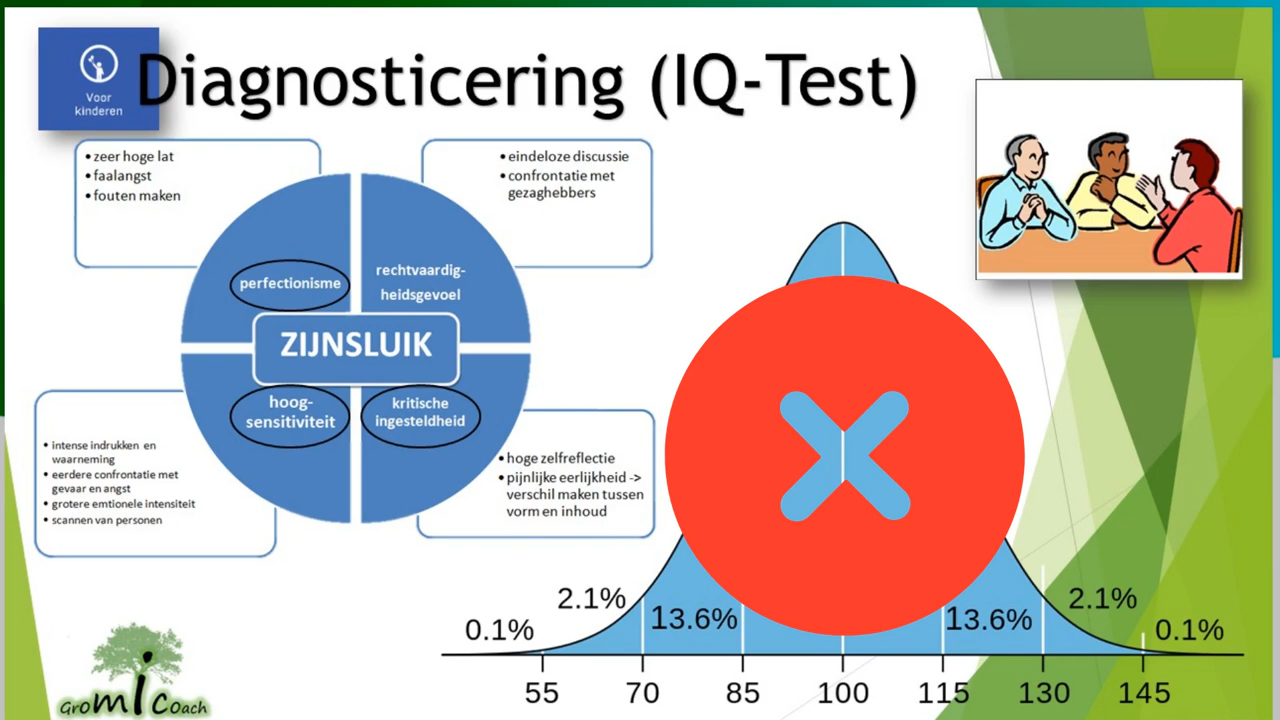 Voor
kinderen
Diagnosticering (IQ-Test)
• zeer hoge lat
• faalangst
• fouten maken
• eindeloze discussie
• confrontatie met
gezaghebbers
perfectionisme
rechtvaardig-
heidsgevoel
ZIJNSLUIK
hoog-
sensitiviteit
kritische
ingesteldheid
• intense indrukken en
waarneming
• eerdere confrontatie met
gevaar en angst
• grotere emtionele intensiteit
• scannen van personen
• hoge zelfreflectie
• pijnlijke eerlijkheid ->
verschil maken tussen
vorm en inhoud
0.1%
2.1%
13.6%
13.6%
2.1%
0.1%
55 70 85 100 115 130 145
GroMiCoach